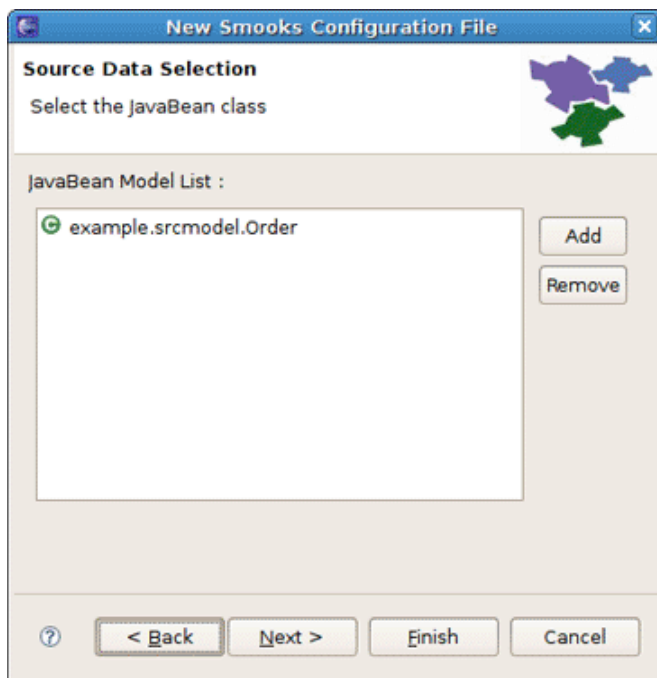 New Smooks Configuration File
Source Data Selection
Select the JavaBean class
JavaBean Model List :
example.srcmodel.Order
Add
Remove
< Back
Next >
Finish
Cancel